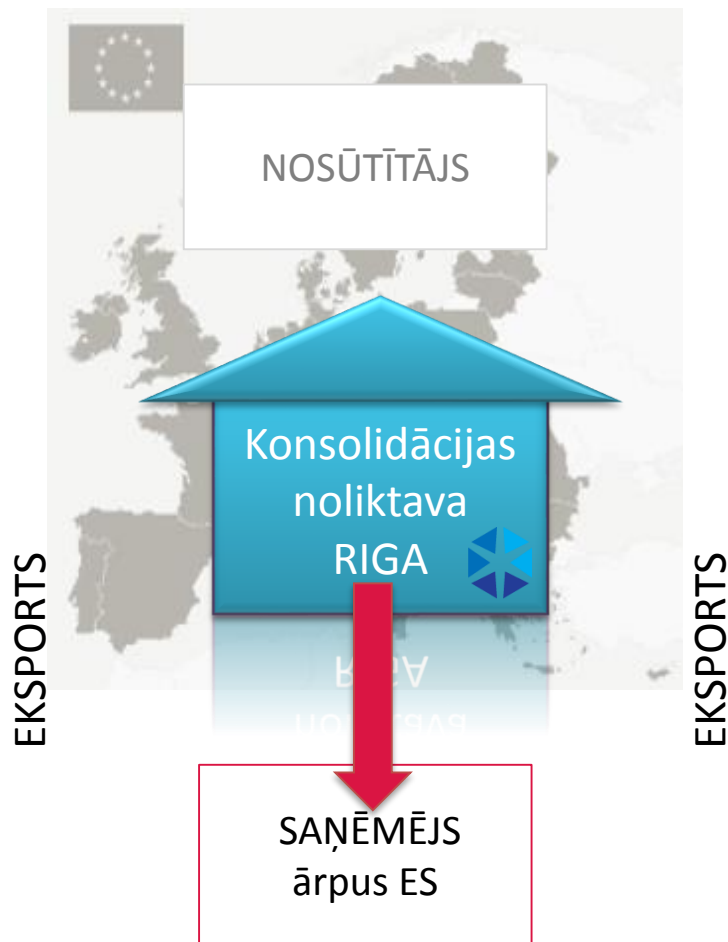 NOSŪTĪTĀJS
Konsolidācijas
noliktava
RIGA
EKSPORTS
EKSPORTS
SAŅĒMĒJS
ārpus ES